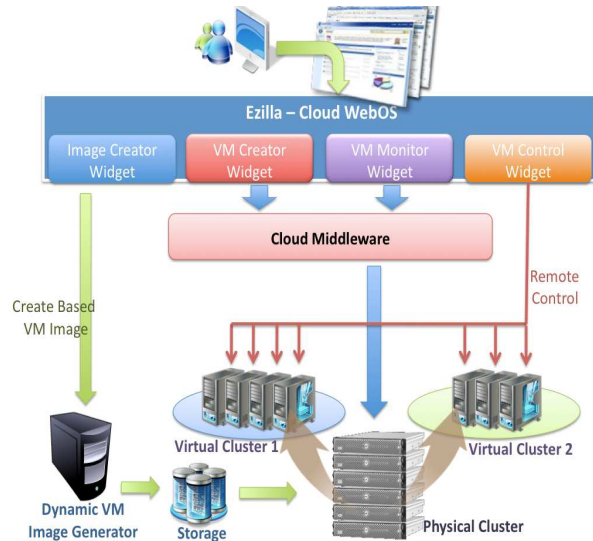 Ezilla – Cloud WebOS
Image Creator
Widget
VM Creator
Widget
VM Monitor
Widget
VM Control
Widget
Cloud Middleware
Remote
Control
Create Based
VM Image
Virtual Cluster 1
Virtual Cluster 2
Dynamic VM
Image Generator
Storage
Physical Cluster